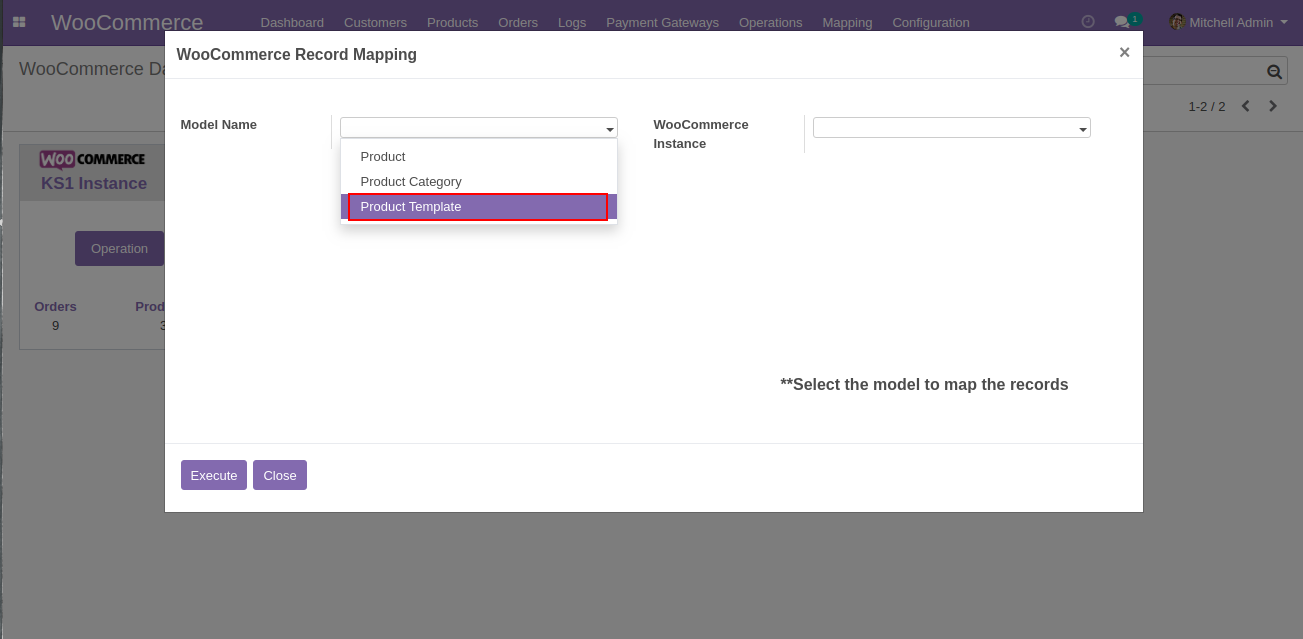 WooCommerce
Dashboard Customers Products Orders Logs Payment Gateways Operations Mapping Configuration
1
Mitchell Admin
WooCommerce Record Mapping
×
WooCommerce Da
1-2 / 2
Model Name
WooCommerce
Instance
Product
Product Category
Product Template
WOO COMMERCE
KS1 Instance
Operation
Orders
9
Prod
3
**Select the model to map the records
Execute
Close